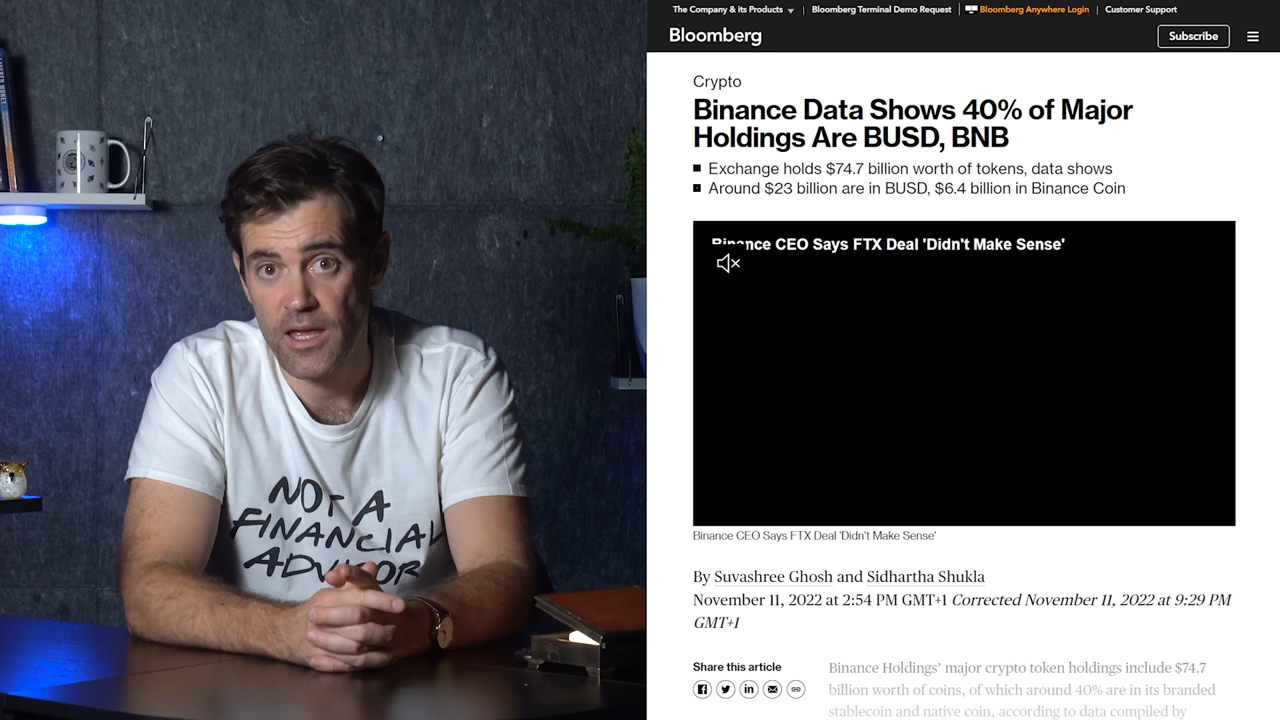 NOT A
FINANCIAL
ADVISOR
The Company & its Products
Bloomberg Terminal Demo Request
Bloomberg Anywhere Login
Customer Support
Bloomberg
Subscribe
Crypto
Binance Data Shows 40% of Major
Holdings Are BUSD, BNB
Exchange holds $74.7 billion worth of tokens, data shows
Around $23 billion are in BUSD, $6.4 billion in Binance Coin
Binance CEO Says FTX Deal 'Didn't Make Sense'
Binance CEO Says FTX Deal 'Didn't Make Sense'
By Suvashree Ghosh and Sidhartha Shukla
November 11, 2022 at 2:54 PM GMT+1 Corrected November 11, 2022 at 9:29 PM
GMT+1
Share this article
Binance Holdings' major crypto token holdings include $74.7
billion worth of coins, of which around 40% are in its branded
stablecoin and native coin, according to data compiled by